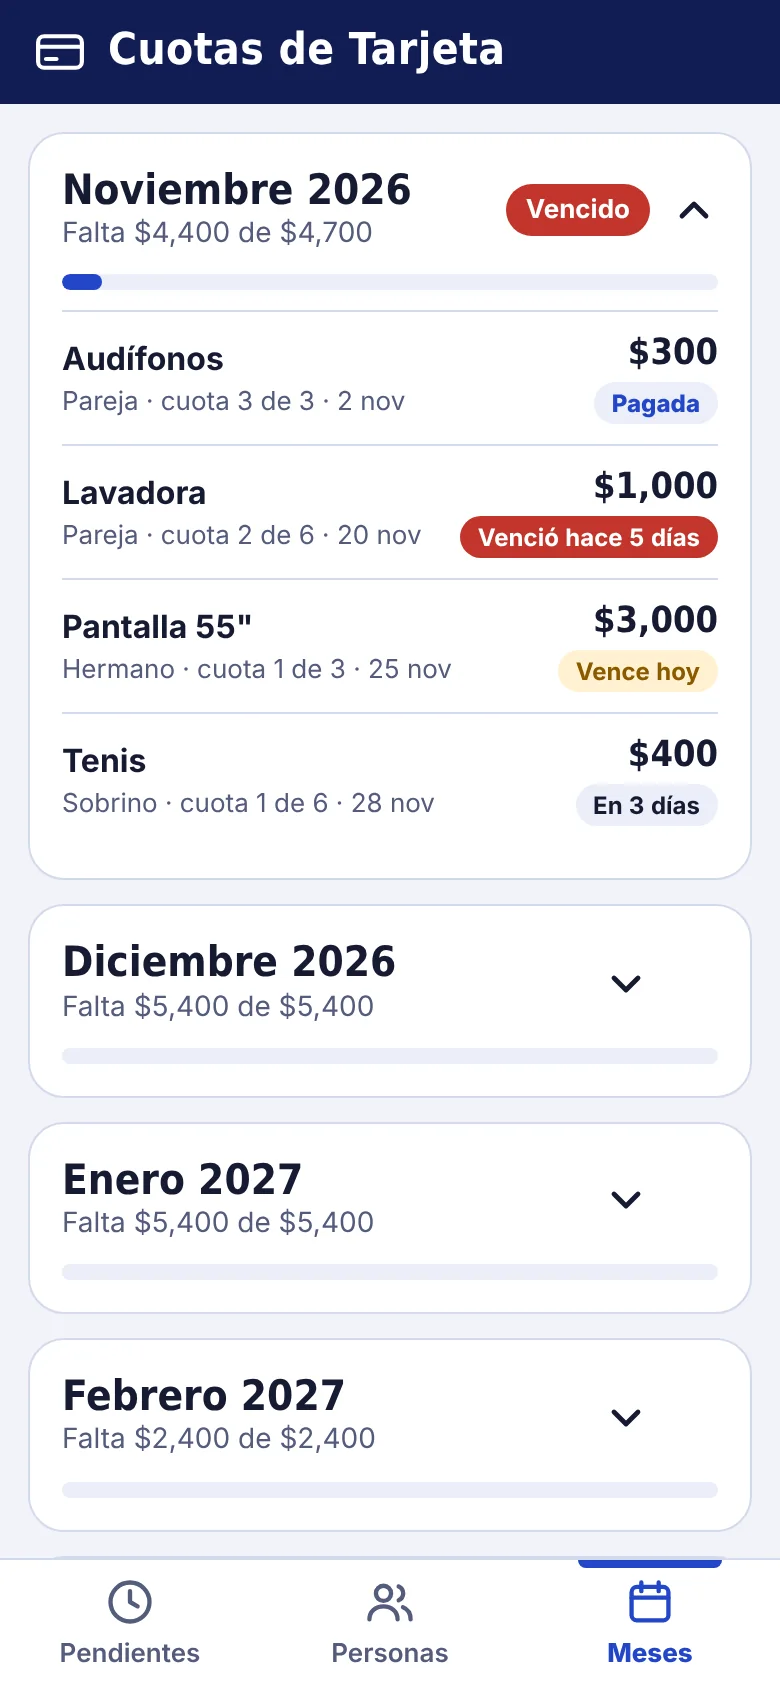 Cuotas de Tarjeta
Noviembre 2026
Falta $4,400 de $4,700
Vencido
Audífonos
$300
Pareja · cuota 3 de 3 · 2 nov
Pagada
Lavadora
$1,000
Pareja · cuota 2 de 6 · 20 nov
Venció hace 5 días
Pantalla 55"
$3,000
Hermano · cuota 1 de 3 · 25 nov
Vence hoy
Tenis
$400
Sobrino · cuota 1 de 6 · 28 nov
En 3 días
Diciembre 2026
Falta $5,400 de $5,400
Enero 2027
Falta $5,400 de $5,400
Febrero 2027
Falta $2,400 de $2,400
Pendientes
Personas
Meses